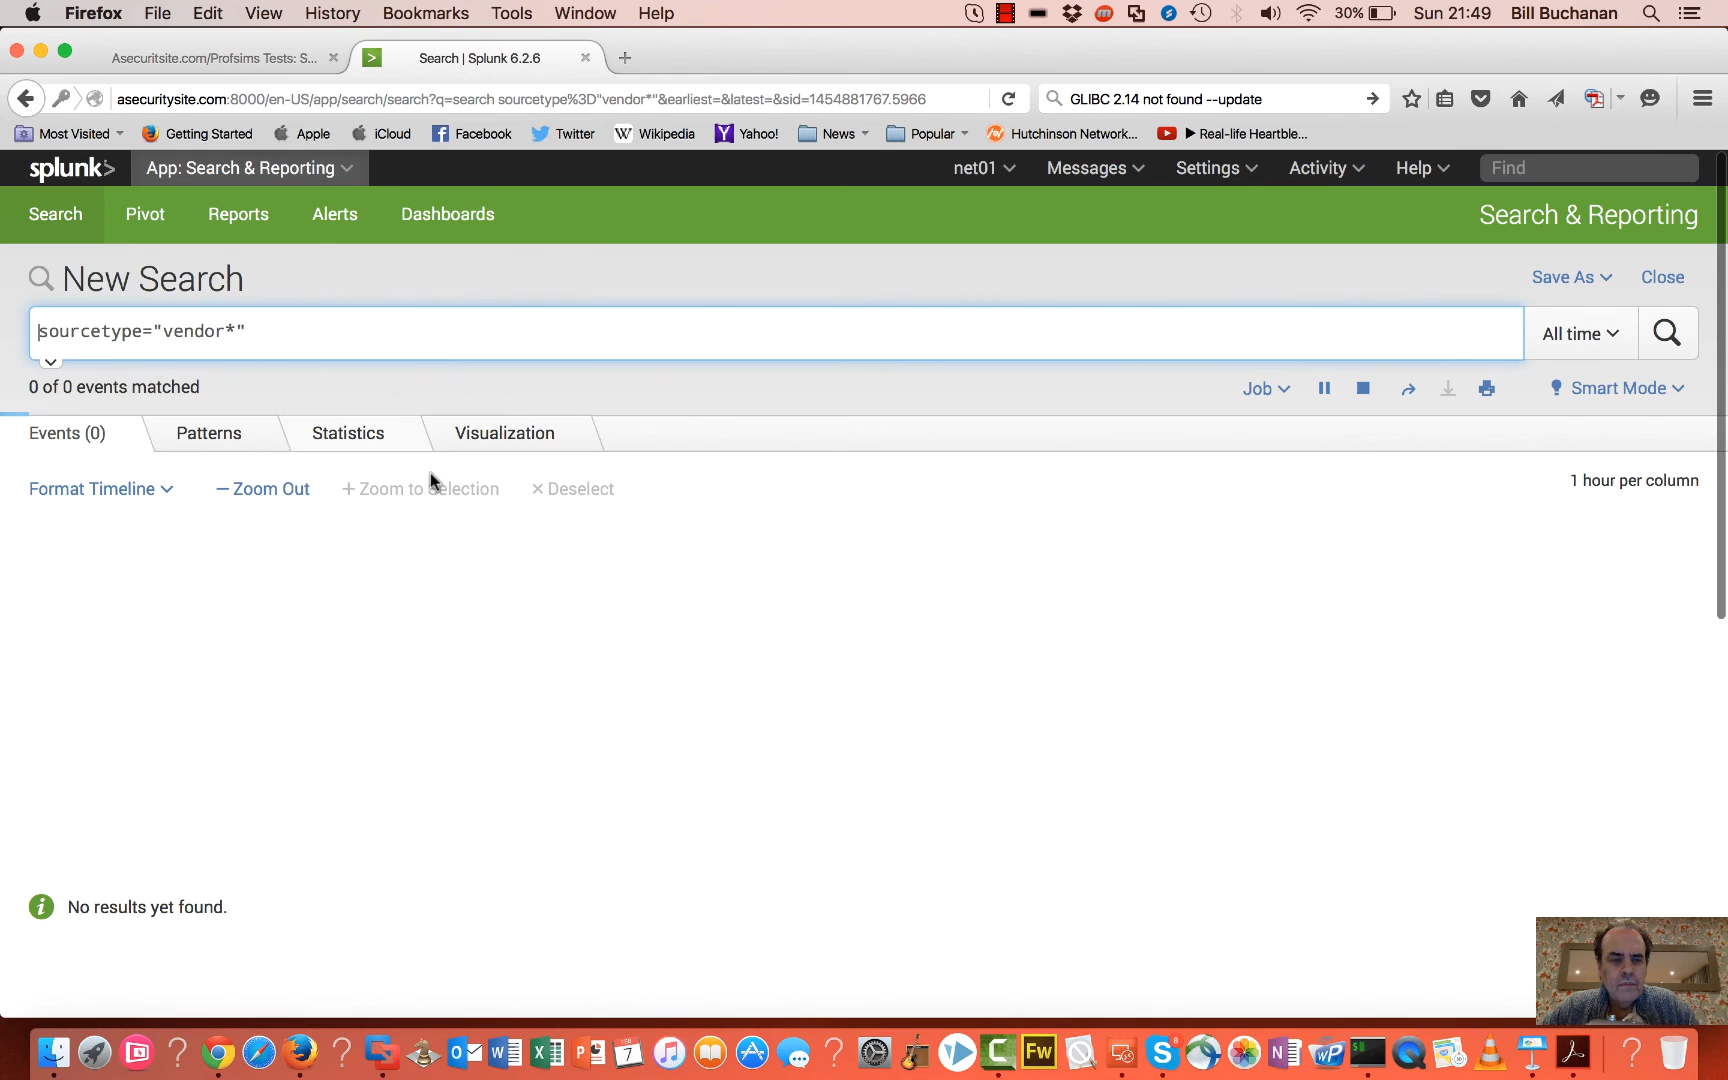 Firefox File Edit View History Bookmarks Tools Window Help 30% Sun 21:49 Bill Buchanan
Asecuritsite.com/Profsims Tests: S... Search | Splunk 6.2.6
asecuritysite.com:8000/en-US/app/search/search?q=search sourcetype%3D"vendor*"&earliest=&latest=&sid=1454881767.5966 GLIBC 2.14 not found --update
Most Visited Getting Started Apple iCloud Facebook Twitter Wikipedia Yahoo! News Popular Hutchinson Network... ▶ Real-life Heartble...
splunk> App: Search & Reporting net01 Messages Settings Activity Help Find
Search Pivot Reports Alerts Dashboards Search & Reporting
New Search Save As Close
sourcetype="vendor*" All time
0 of 0 events matched Job Smart Mode
Events (0) Patterns Statistics Visualization
Format Timeline — Zoom Out + Zoom to Selection × Deselect 1 hour per column
No results yet found.